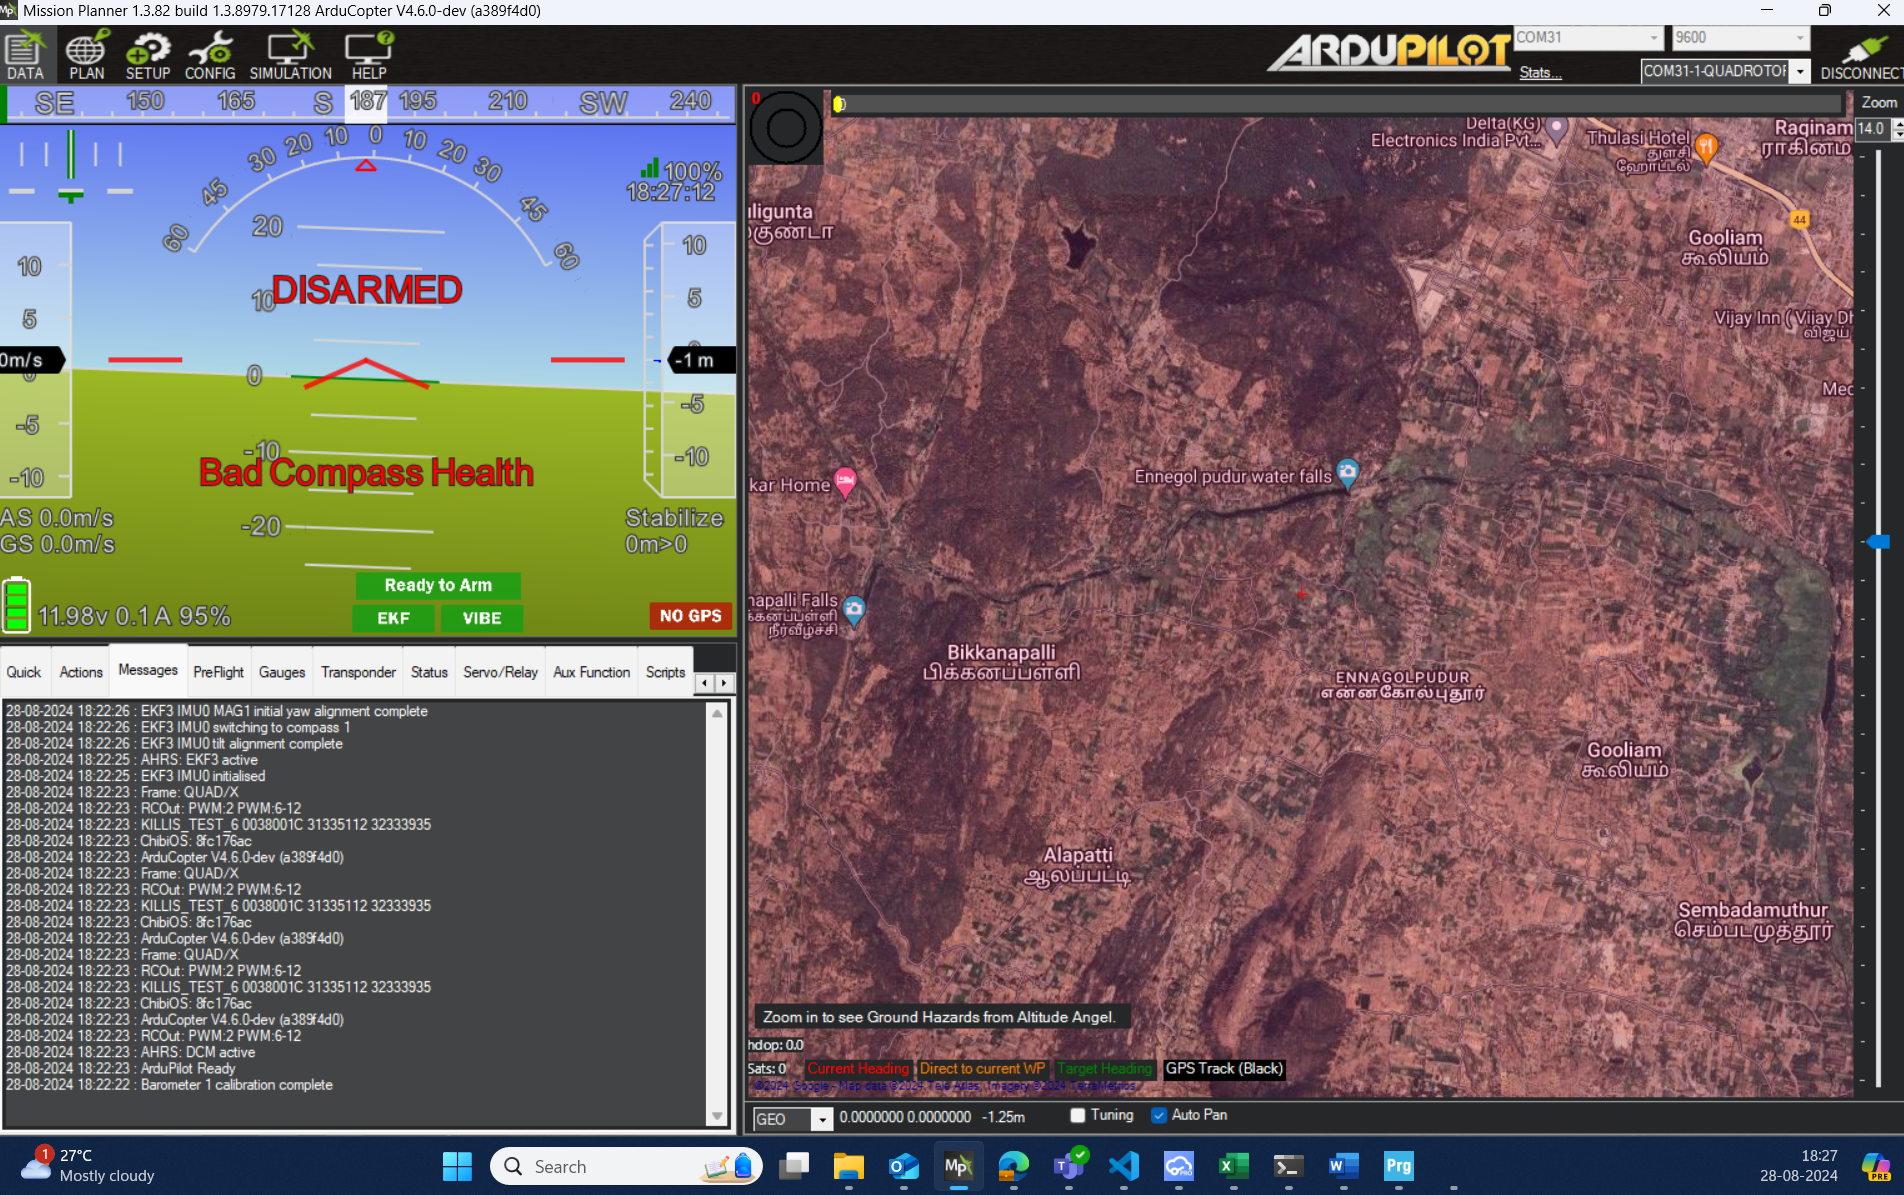 Mission Planner 1.3.82 build 1.3.8979.17128 ArduCopter V4.6.0-dev (a389f4d0)
DATA PLAN SETUP CONFIG SIMULATION HELP
ARDUPILOT
COM31 9600
Stats... COM31-1-QUADROTOR DISCONNECT
SE 150 165 S 187 195 210 SW 240
60 45 30 20 10 0 10 20 30 45 60
100%
18:27:12
20
10
0
-10
-20
10
5
0
-5
-10
0m/s
10
5
0
-5
-10
-1 m
DISARMED
Bad Compass Health
AS 0.0m/s
GS 0.0m/s
Stabilize
0m>0
Ready to Arm
EKF VIBE
NO GPS
11.98v 0.1 A 95%
Quick Actions Messages PreFlight Gauges Transponder Status Servo/Relay Aux Function Scripts
28-08-2024 18:22:26 : EKF3 IMU0 MAG1 initial yaw alignment complete
28-08-2024 18:22:26 : EKF3 IMU0 switching to compass 1
28-08-2024 18:22:26 : EKF3 IMU0 tilt alignment complete
28-08-2024 18:22:25 : AHRS: EKF3 active
28-08-2024 18:22:25 : EKF3 IMU0 initialised
28-08-2024 18:22:23 : Frame: QUAD/X
28-08-2024 18:22:23 : RCOut: PWM:2 PWM:6-12
28-08-2024 18:22:23 : KILLIS_TEST_6 0038001C 31335112 32333935
28-08-2024 18:22:23 : ChibiOS: 8fc176ac
28-08-2024 18:22:23 : ArduCopter V4.6.0-dev (a389f4d0)
28-08-2024 18:22:23 : Frame: QUAD/X
28-08-2024 18:22:23 : RCOut: PWM:2 PWM:6-12
28-08-2024 18:22:23 : KILLIS_TEST_6 0038001C 31335112 32333935
28-08-2024 18:22:23 : ChibiOS: 8fc176ac
28-08-2024 18:22:23 : ArduCopter V4.6.0-dev (a389f4d0)
28-08-2024 18:22:23 : Frame: QUAD/X
28-08-2024 18:22:23 : RCOut: PWM:2 PWM:6-12
28-08-2024 18:22:23 : KILLIS_TEST_6 0038001C 31335112 32333935
28-08-2024 18:22:23 : ChibiOS: 8fc176ac
28-08-2024 18:22:23 : ArduCopter V4.6.0-dev (a389f4d0)
28-08-2024 18:22:23 : RCOut: PWM:2 PWM:6-12
28-08-2024 18:22:23 : AHRS: DCM active
28-08-2024 18:22:23 : ArduPilot Ready
28-08-2024 18:22:22 : Barometer 1 calibration complete
0
0
Zoom
14.0
Delta(KG)
Electronics India Pvt...
Thulasi Hotel
துளசி
ஹோட்டல்
Raginam
ராகினம்
44
Gooliam
கூலியம்
Vijay Inn ( Vijay Dh
விஜய்
Med
uligunta
குண்டா
kar Home
Ennegol pudur water falls
napalli Falls
க்கனப்பள்ளி
நீர்வீழ்ச்சி
Bikkanapalli
பிக்கனப்பள்ளி
ENNAGOLPUDUR
என்னகோல்புதூர்
Gooliam
கூலியம்
Alapatti
ஆலப்பட்டி
Sembadamuthur
செம்படமுத்தூர்
Zoom in to see Ground Hazards from Altitude Angel.
hdop: 0.0
Sats: 0 Current Heading Direct to current WP Target Heading GPS Track (Black)
©2024 Google - Map data ©2024 Tele Atlas, Imagery ©2024 TerraMetrics
GEO 0.0000000 0.0000000 -1.25m Tuning Auto Pan
1
27°C
Mostly cloudy
Search
Mp
PRO
Prg
18:27
28-08-2024
PRE